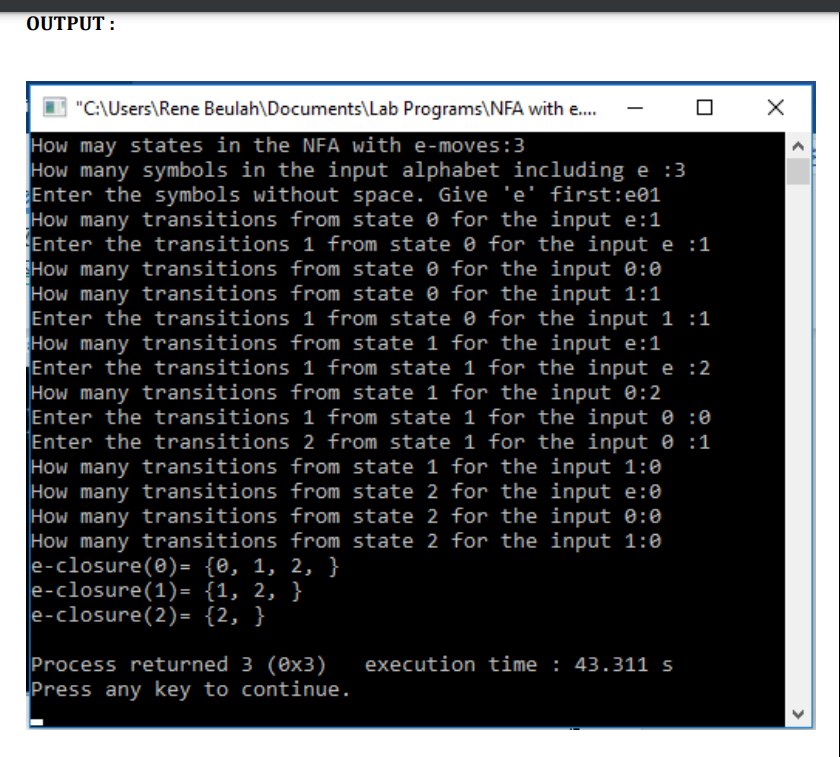 OUTPUT :
"C:\Users\Rene Beulah\Documents\Lab Programs\NFA with e....
How may states in the NFA with e-moves:3
How many symbols in the input alphabet including e :3
Enter the symbols without space. Give 'e' first:e01
How many transitions from state 0 for the input e:1
Enter the transitions 1 from state 0 for the input e :1
How many transitions from state 0 for the input 0:0
How many transitions from state 0 for the input 1:1
Enter the transitions 1 from state 0 for the input 1 :1
How many transitions from state 1 for the input e:1
Enter the transitions 1 from state 1 for the input e :2
How many transitions from state 1 for the input 0:2
Enter the transitions 1 from state 1 for the input 0 :0
Enter the transitions 2 from state 1 for the input 0 :1
How many transitions from state 1 for the input 1:0
How many transitions from state 2 for the input e:0
How many transitions from state 2 for the input 0:0
How many transitions from state 2 for the input 1:0
e-closure(0)= {0, 1, 2, }
e-closure(1)= {1, 2, }
e-closure(2)= {2, }
Process returned 3 (0x3)   execution time : 43.311 s
Press any key to continue.